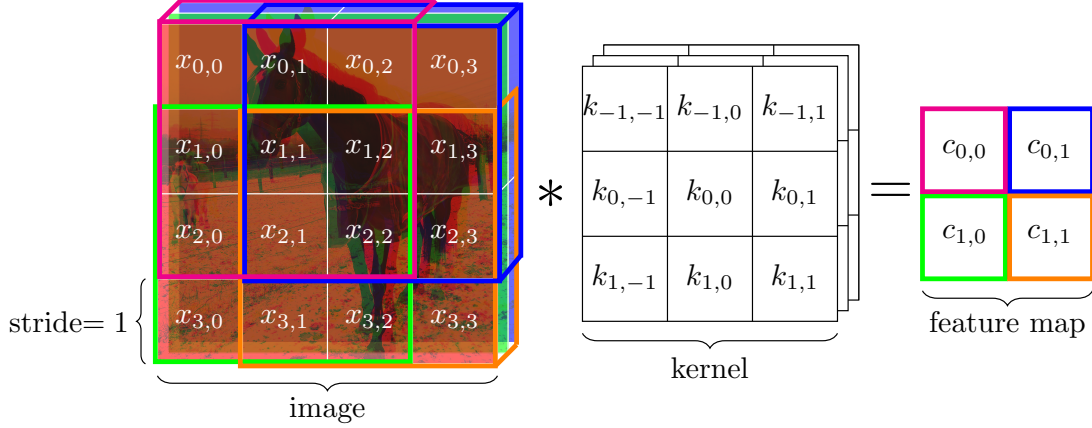 x0,0 x0,1 x0,2 x0,3
x1,0 x1,1 x1,2 x1,3
x2,0 x2,1 x2,2 x2,3
x3,0 x3,1 x3,2 x3,3
stride= 1
image
*
k−1,−1 k−1,0 k−1,1
k0,−1 k0,0 k0,1
k1,−1 k1,0 k1,1
kernel
=
c0,0 c0,1
c1,0 c1,1
feature map